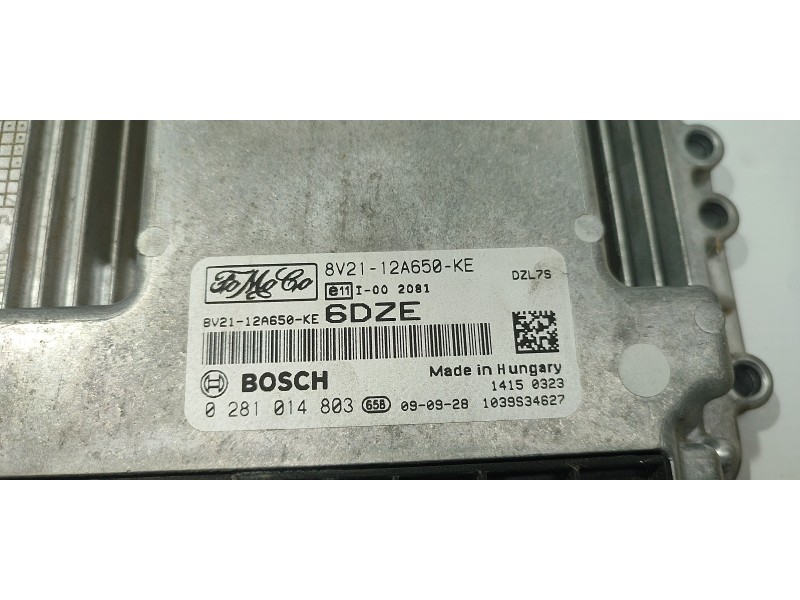 FoMoCo 8V21-12A650-KE DZL7S
e11 I-00 2081
8V21-12A650-KE 6DZE
BOSCH Made in Hungary
1415 0323
0 281 014 803 658 09-09-28 1039S34627